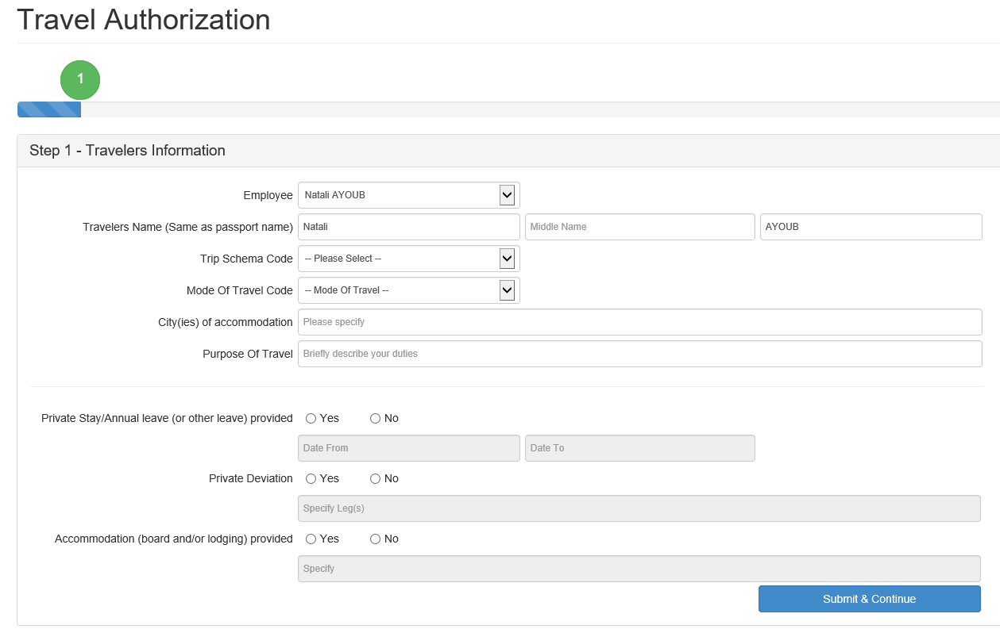 Travel Authorization
1
Step 1 - Travelers Information
Employee Natali AYOUB
Travelers Name (Same as passport name) Natali Middle Name AYOUB
Trip Schema Code -- Please Select --
Mode Of Travel Code -- Mode Of Travel --
City(ies) of accommodation Please specify
Purpose Of Travel Briefly describe your duties
Private Stay/Annual leave (or other leave) provided Yes No
Date From Date To
Private Deviation Yes No
Specify Leg(s)
Accommodation (board and/or lodging) provided Yes No
Specify
Submit & Continue